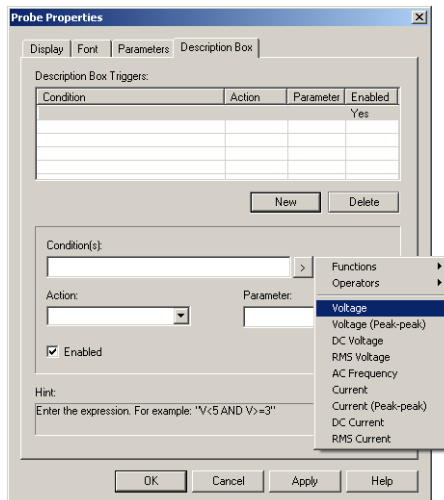 Probe Properties
Display Font Parameters Description Box
Description Box Triggers:
Condition Action Parameter Enabled
Yes
New Delete
Condition(s):
>
Functions
Operators
Voltage
Voltage (Peak-peak)
DC Voltage
RMS Voltage
AC Frequency
Current
Current (Peak-peak)
DC Current
RMS Current
Action: Parameter:
Enabled
Hint:
Enter the expression. For example: "V<5 AND V>=3"
OK Cancel Apply Help